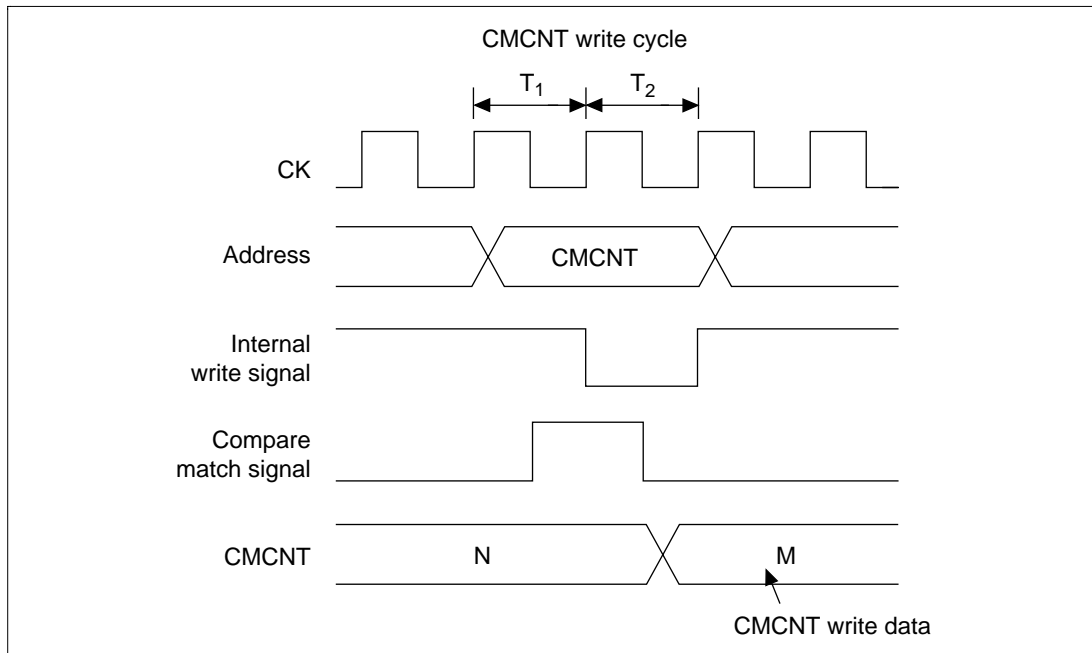 CMCNT write cycle
T1
T2
CK
Address
CMCNT
Internal
write signal
Compare
match signal
CMCNT
N
M
CMCNT write data